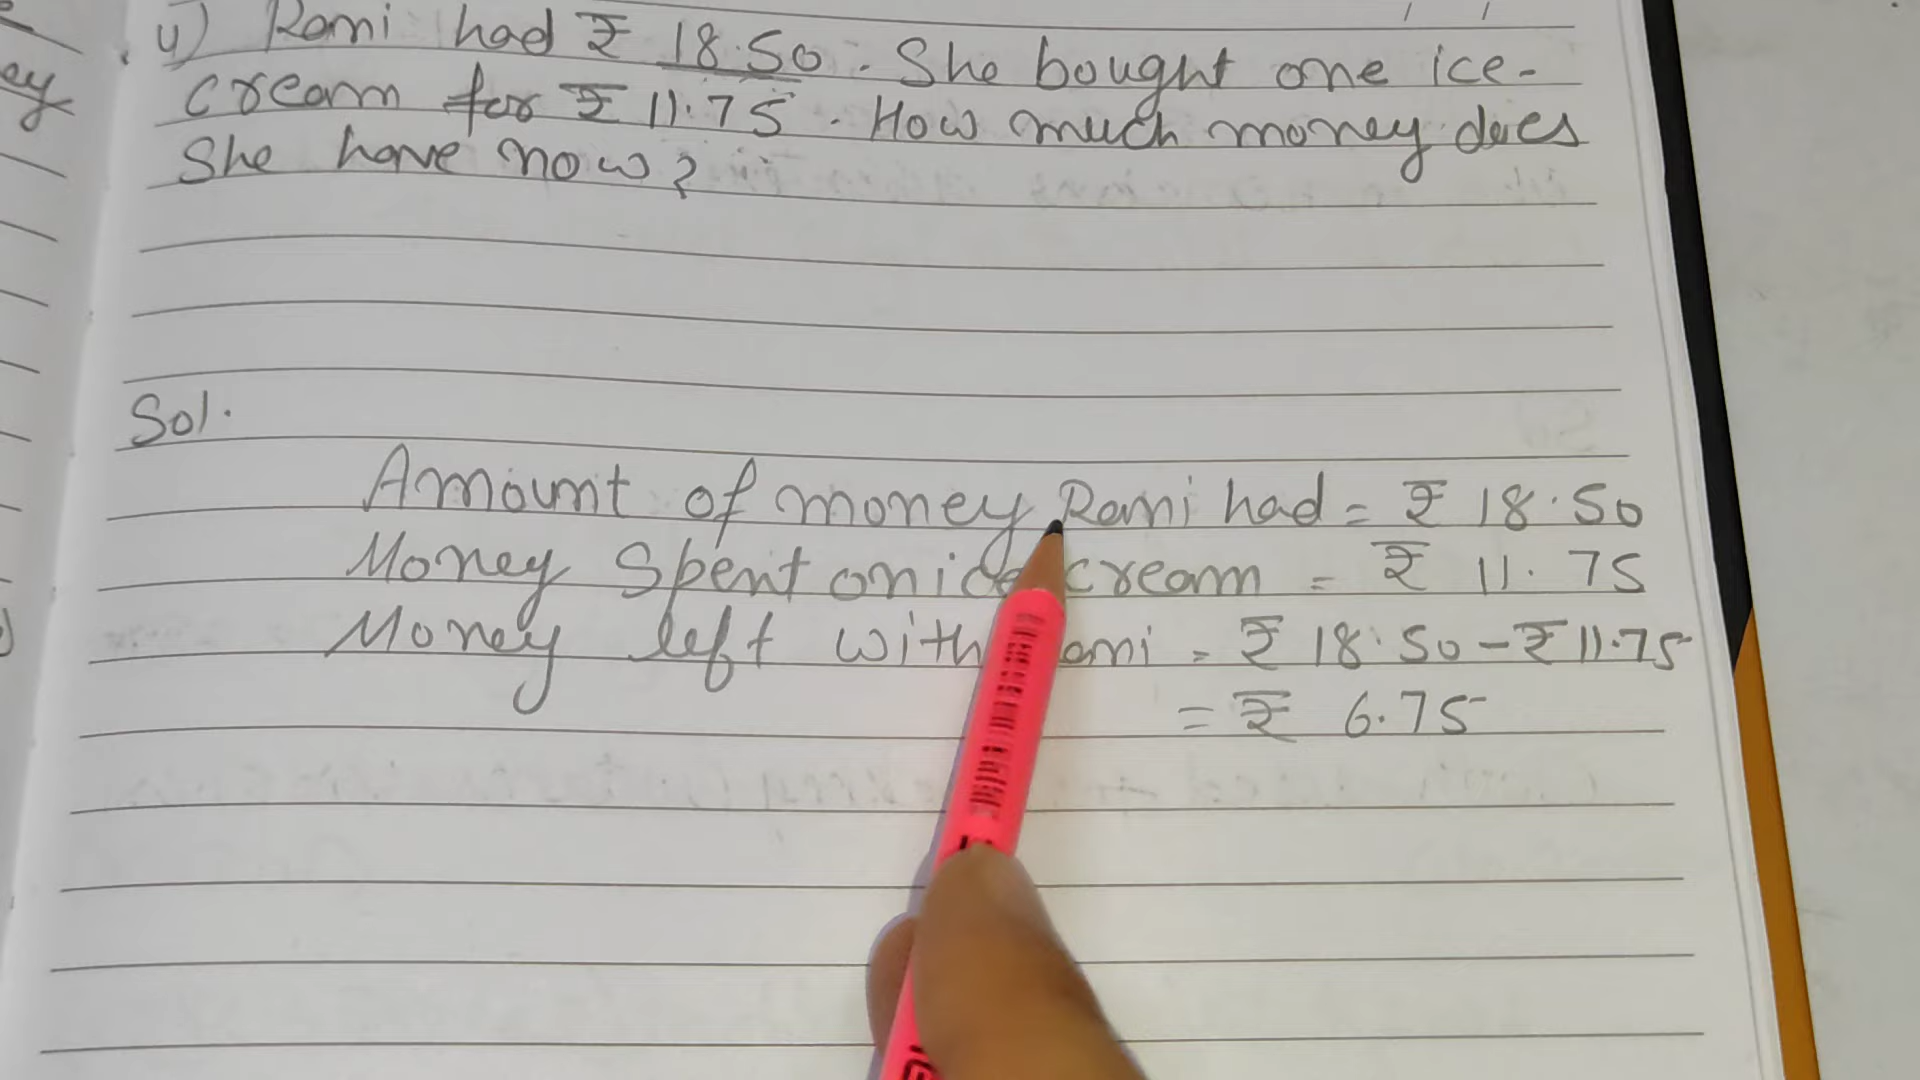 4) Rami had ₹ 18.50. She bought one ice-
cream for ₹ 11.75. How much money does
She have now?
Sol.
Amount of money Rami had = ₹ 18.50
Money Spent on ice cream = ₹ 11.75
Money left with Rami = ₹ 18.50 - ₹ 11.75
= ₹ 6.75